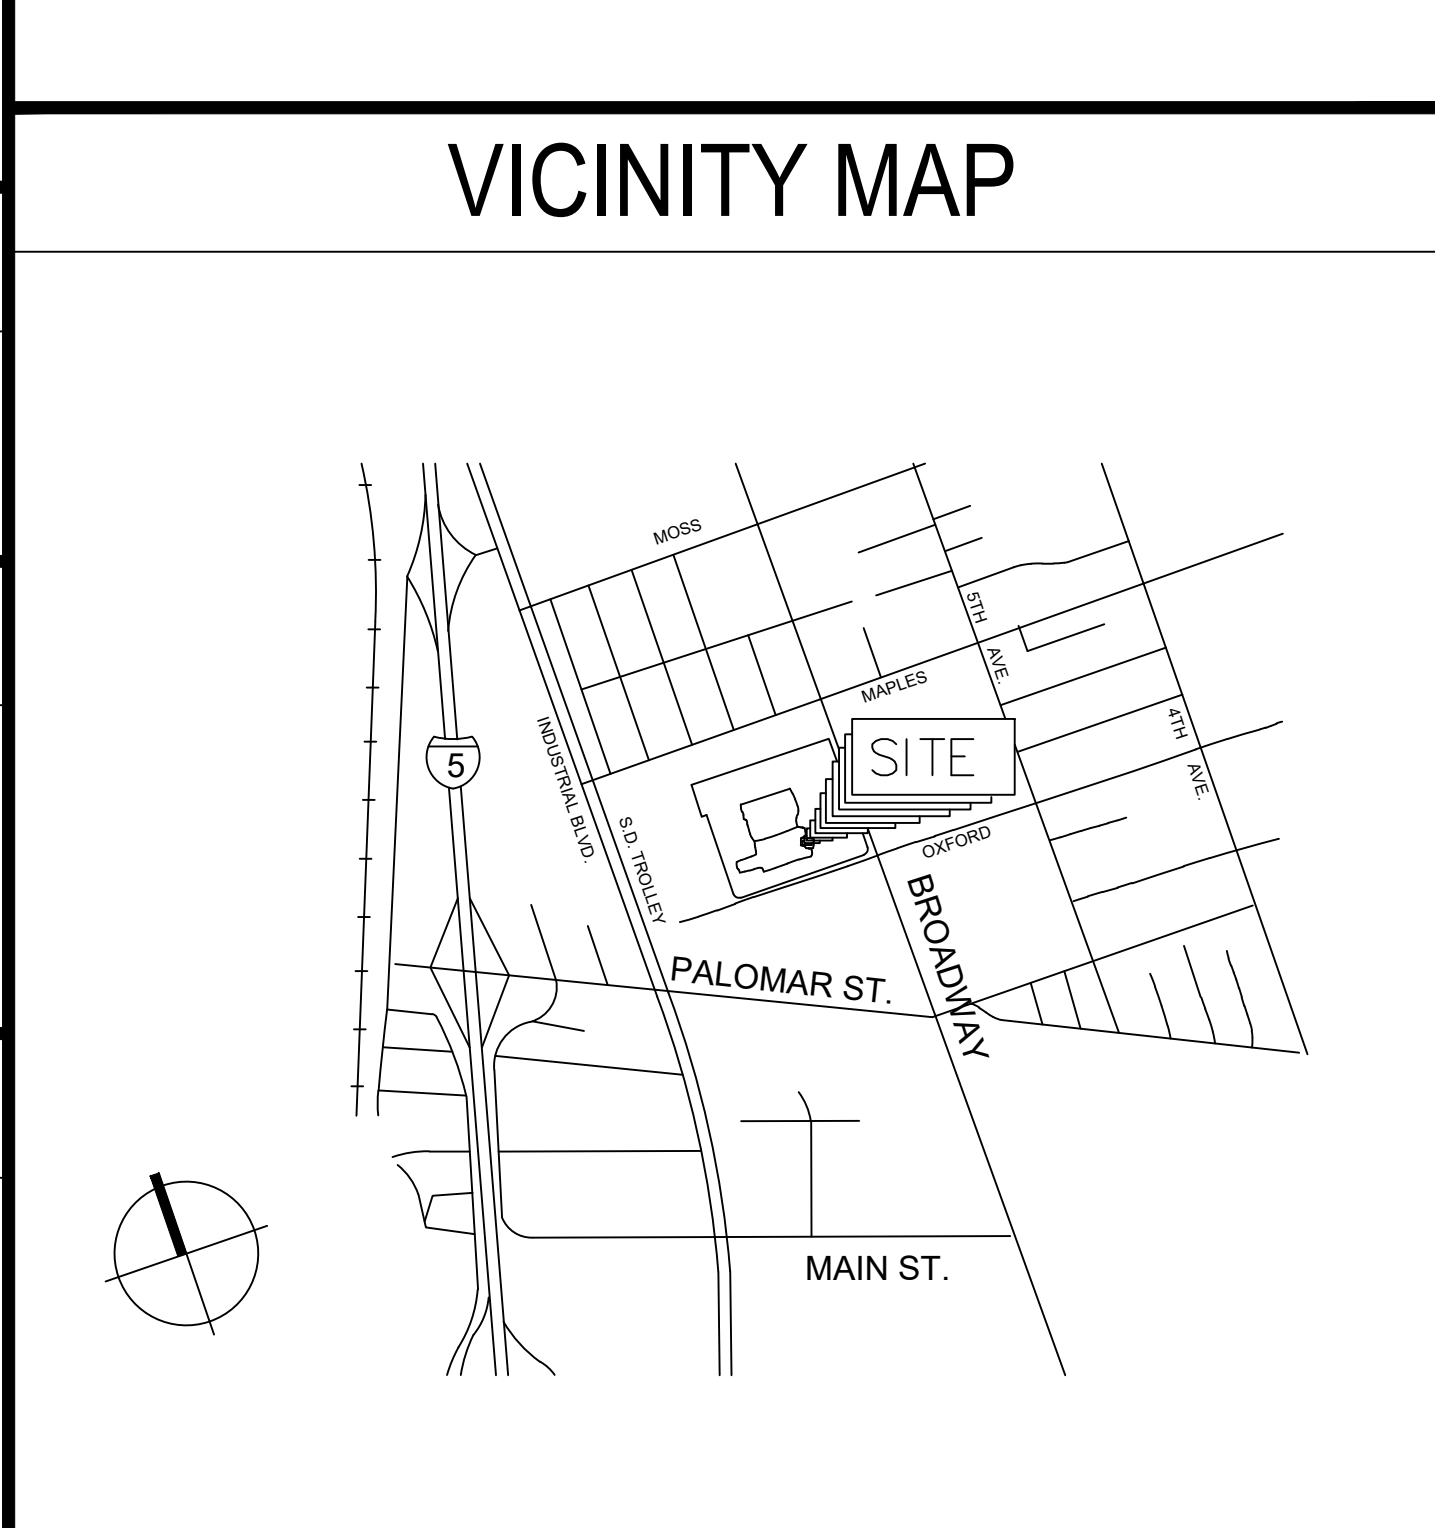 VICINITY MAP
MOSS
5TH
AVE.
MAPLES
4TH
AVE.
INDUSTRIAL BLVD.
5
SITE
S.D. TROLLEY
OXFORD
BROADWAY
PALOMAR ST.
MAIN ST.